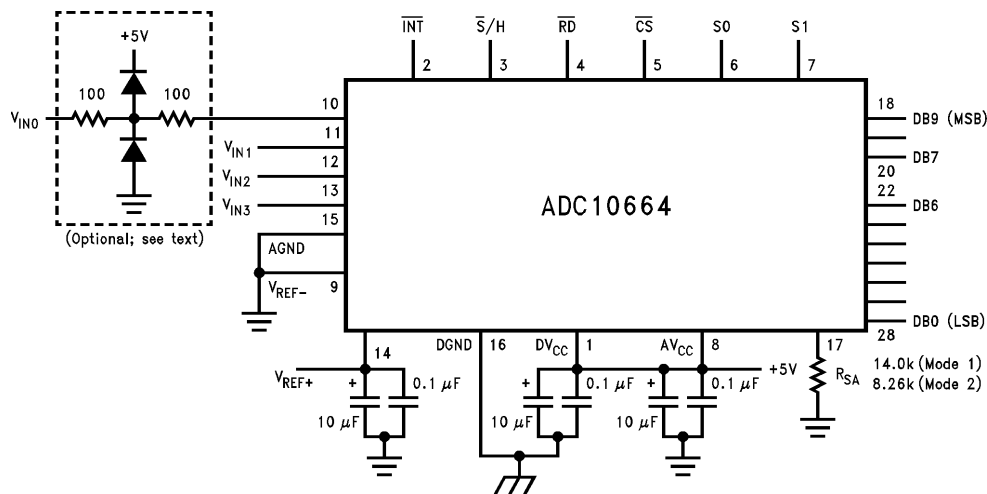 INT S/H RD CS S0 S1
2 3 4 5 6 7
+5V
100 100
10
18
V_IN0
DB9 (MSB)
11
V_IN1
12
DB7
V_IN2
20
13
22
V_IN3
DB6
ADC10664
15
(Optional; see text)
AGND
V_REF-
9
DB0 (LSB)
28
14
DGND 16 DV_CC 1 AV_CC 8 17
V_REF+
+ 0.1 μF
10 μF
+ 0.1 μF
10 μF
+ 0.1 μF
10 μF
+5V
R_SA
14.0k (Mode 1)
8.26k (Mode 2)